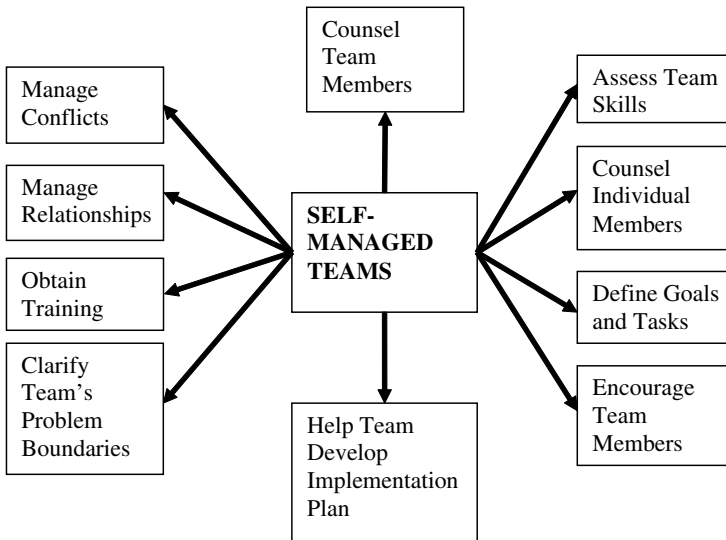 Counsel
Team
Members
Manage
Conflicts
Manage
Relationships
Obtain
Training
Clarify
Team’s
Problem
Boundaries
SELF-
MANAGED
TEAMS
Assess Team
Skills
Counsel
Individual
Members
Define Goals
and Tasks
Encourage
Team
Members
Help Team
Develop
Implementation
Plan